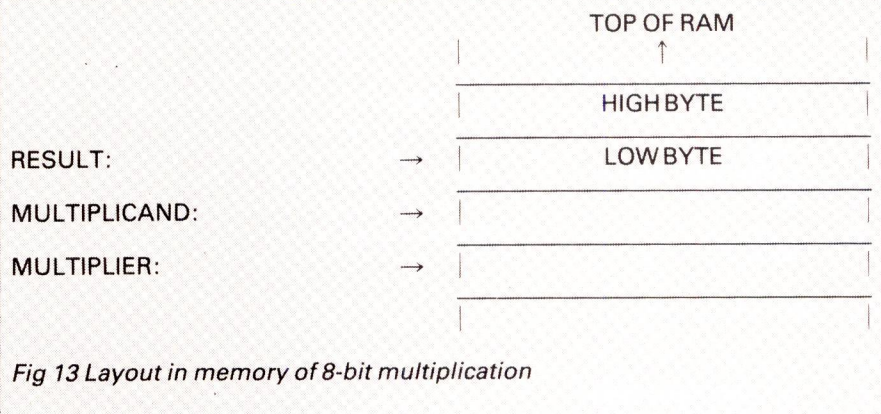 TOP OF RAM
↑
HIGH BYTE
RESULT: → LOW BYTE
MULTIPLICAND: →
MULTIPLIER: →
Fig 13 Layout in memory of 8-bit multiplication